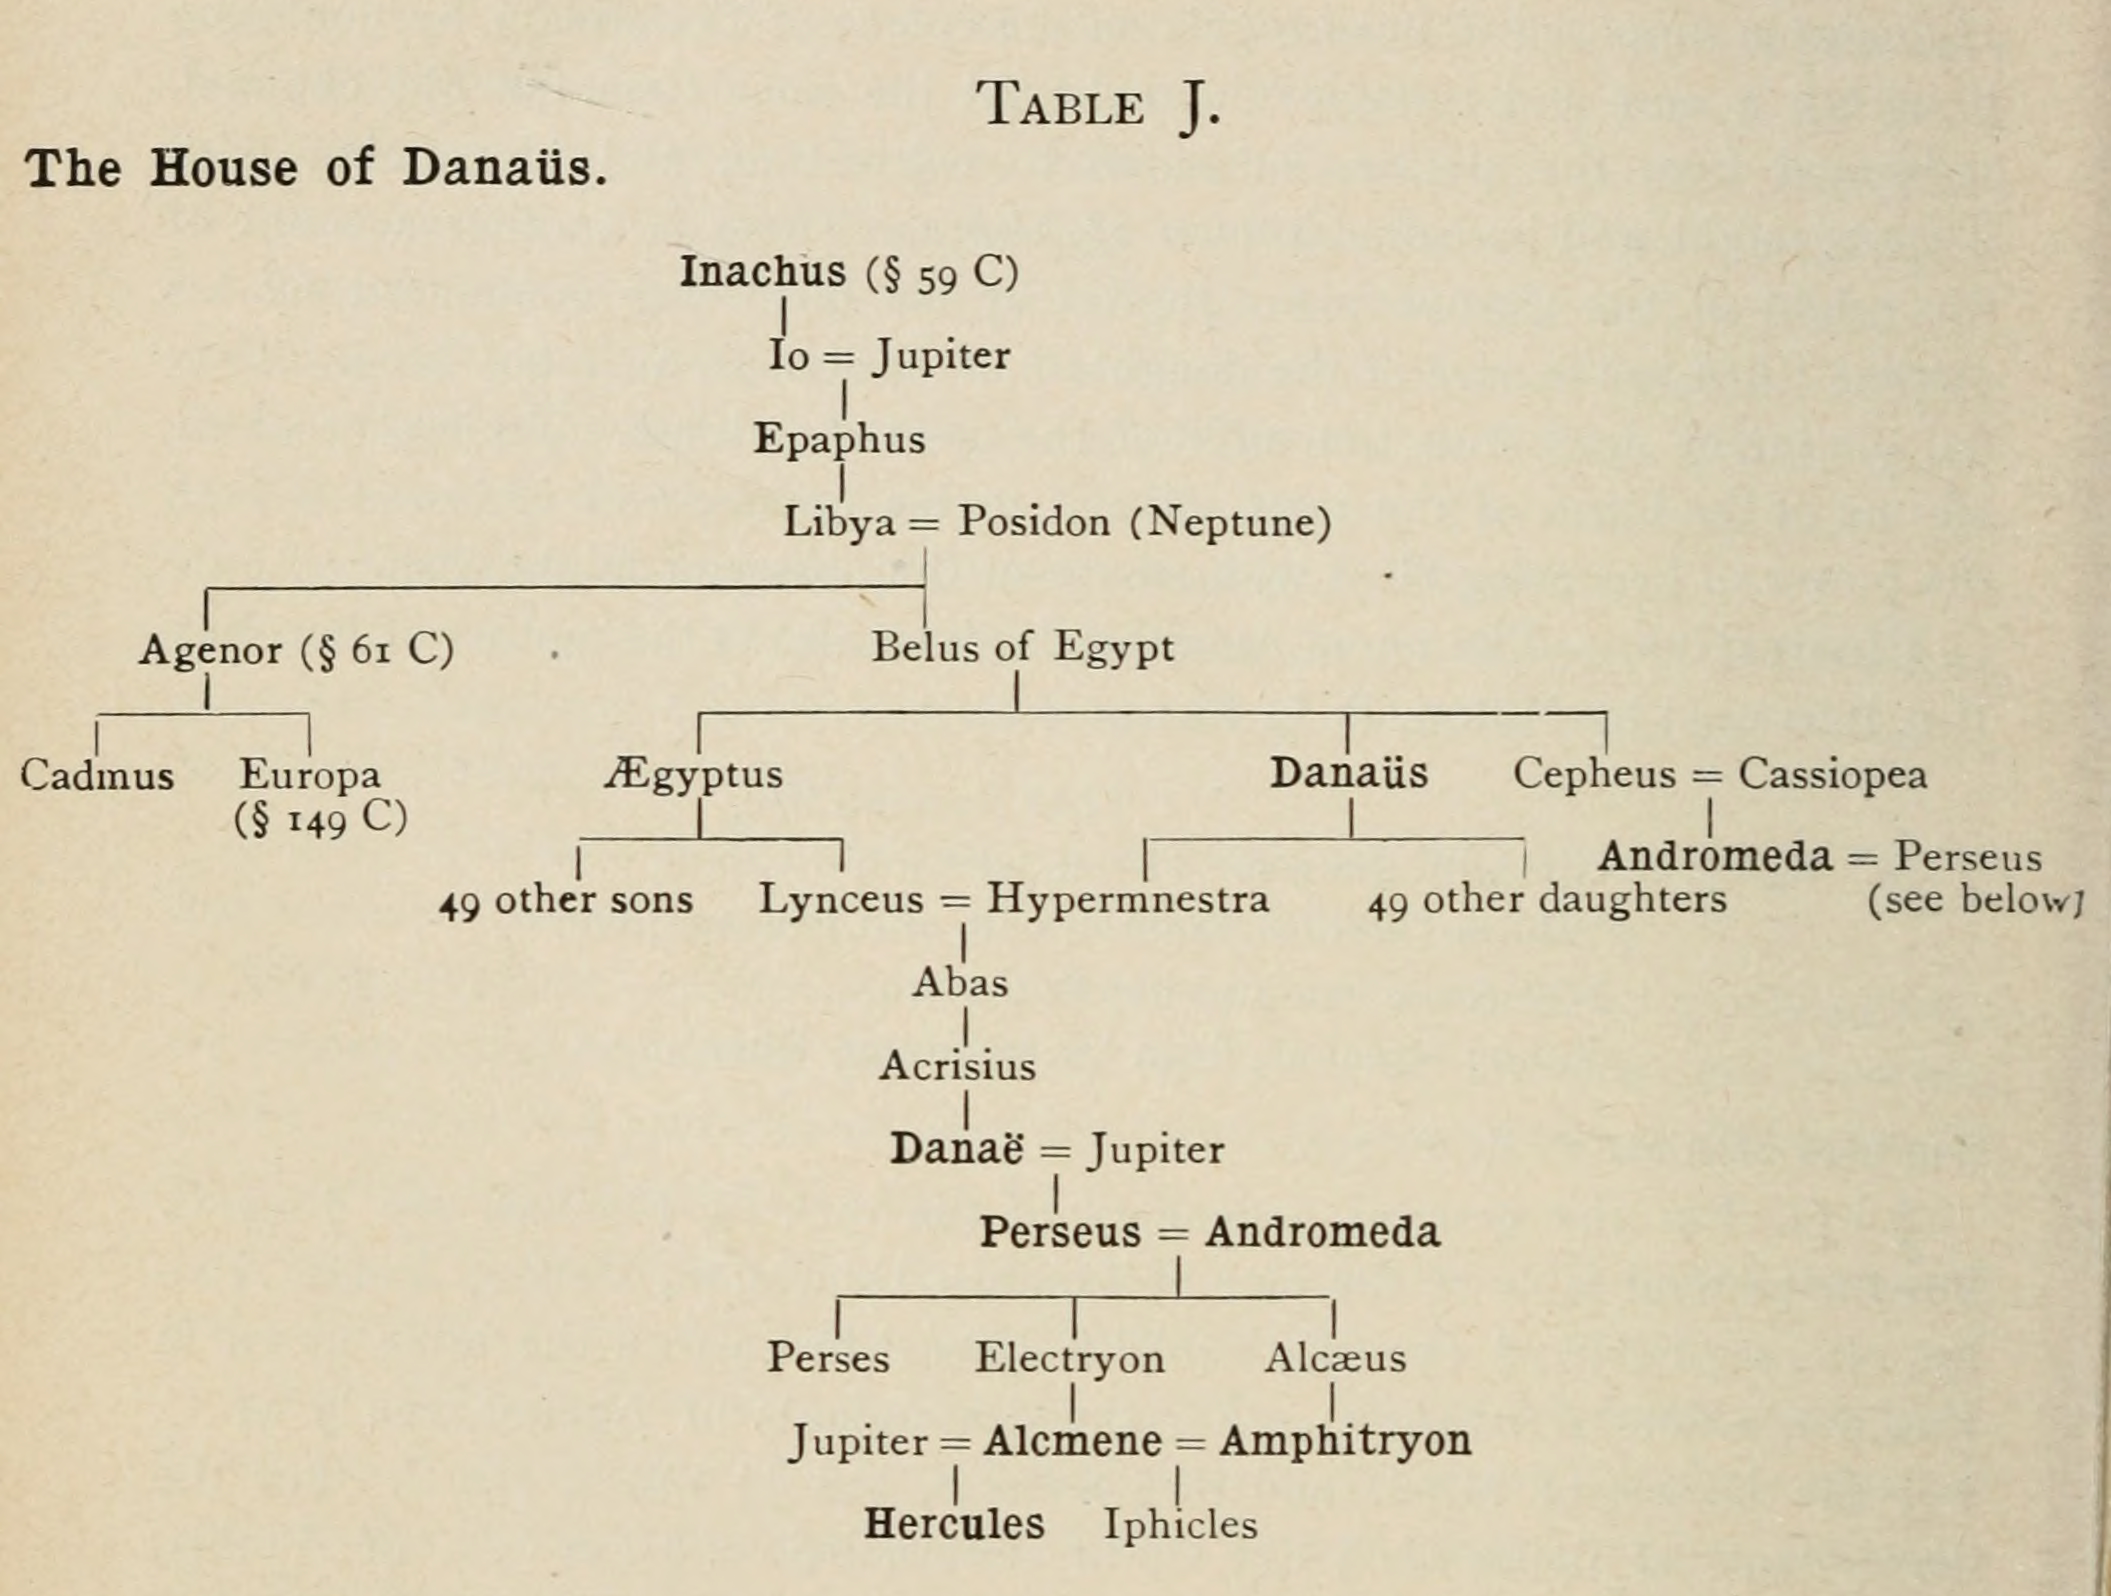 TABLE J.
The House of Danaüs.
Inachus (§ 59 C)
Io = Jupiter
Epaphus
Libya = Posidon (Neptune)
Agenor (§ 61 C) Belus of Egypt
Cadmus Europa Ægyptus Danaüs Cepheus = Cassiopea
(§ 149 C)
Andromeda = Perseus
49 other sons Lynceus = Hypermnestra 49 other daughters (see below)
Abas
Acrisius
Danaë = Jupiter
Perseus = Andromeda
Perses Electryon Alcæus
Jupiter = Alcmene = Amphitryon
Hercules Iphicles